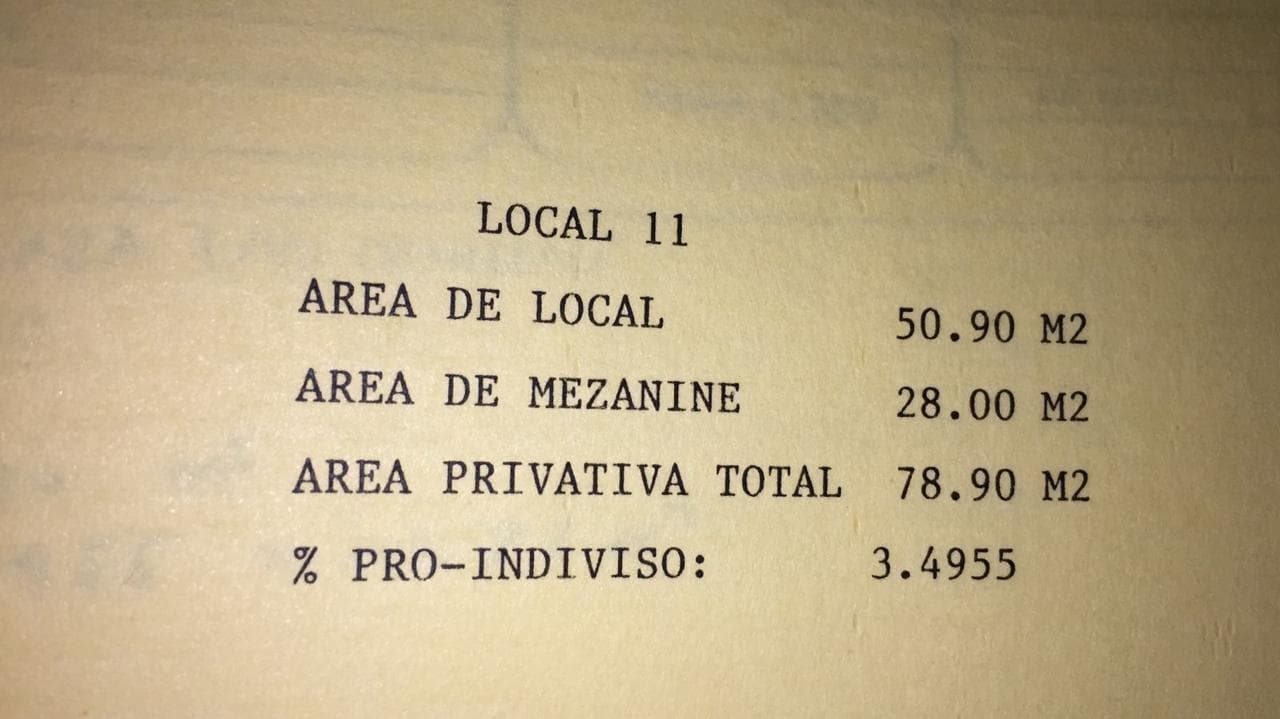 LOCAL 11
AREA DE LOCAL 50.90 M2
AREA DE MEZANINE 28.00 M2
AREA PRIVATIVA TOTAL 78.90 M2
% PRO-INDIVISO: 3.4955